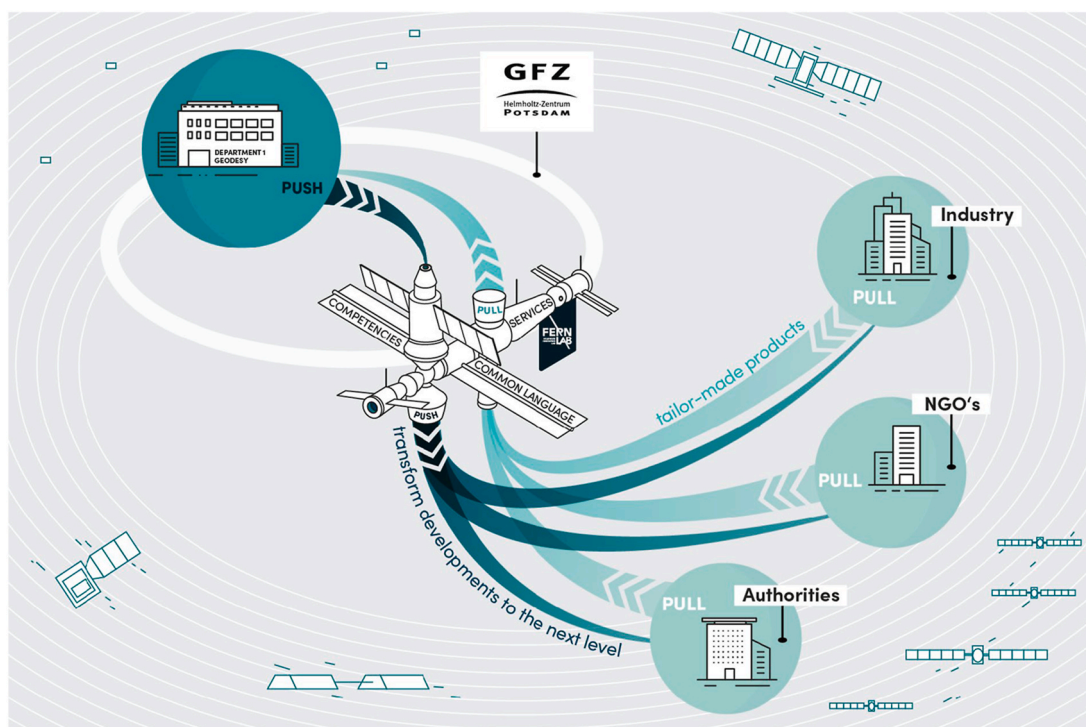 GFZ
Helmholtz-Zentrum
POTSDAM
DEPARTMENT 1
GEODESY
PUSH
Industry
PULL
COMPETENCIES
PULL
SERVICES
FERN
LAB
COMMON LANGUAGE
PUSH
tailor-made products
NGO‘s
PULL
transform developments to the next level
Authorities
PULL